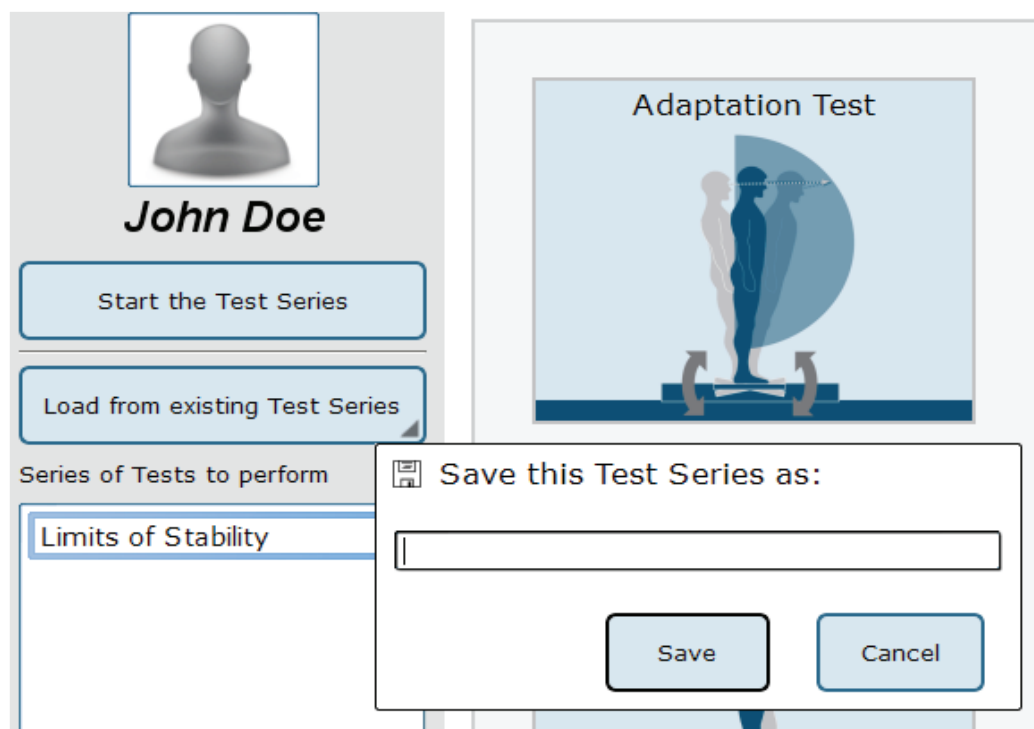 John Doe
Start the Test Series
Load from existing Test Series
Series of Tests to perform
Limits of Stability
Adaptation Test
Save this Test Series as:
Save
Cancel